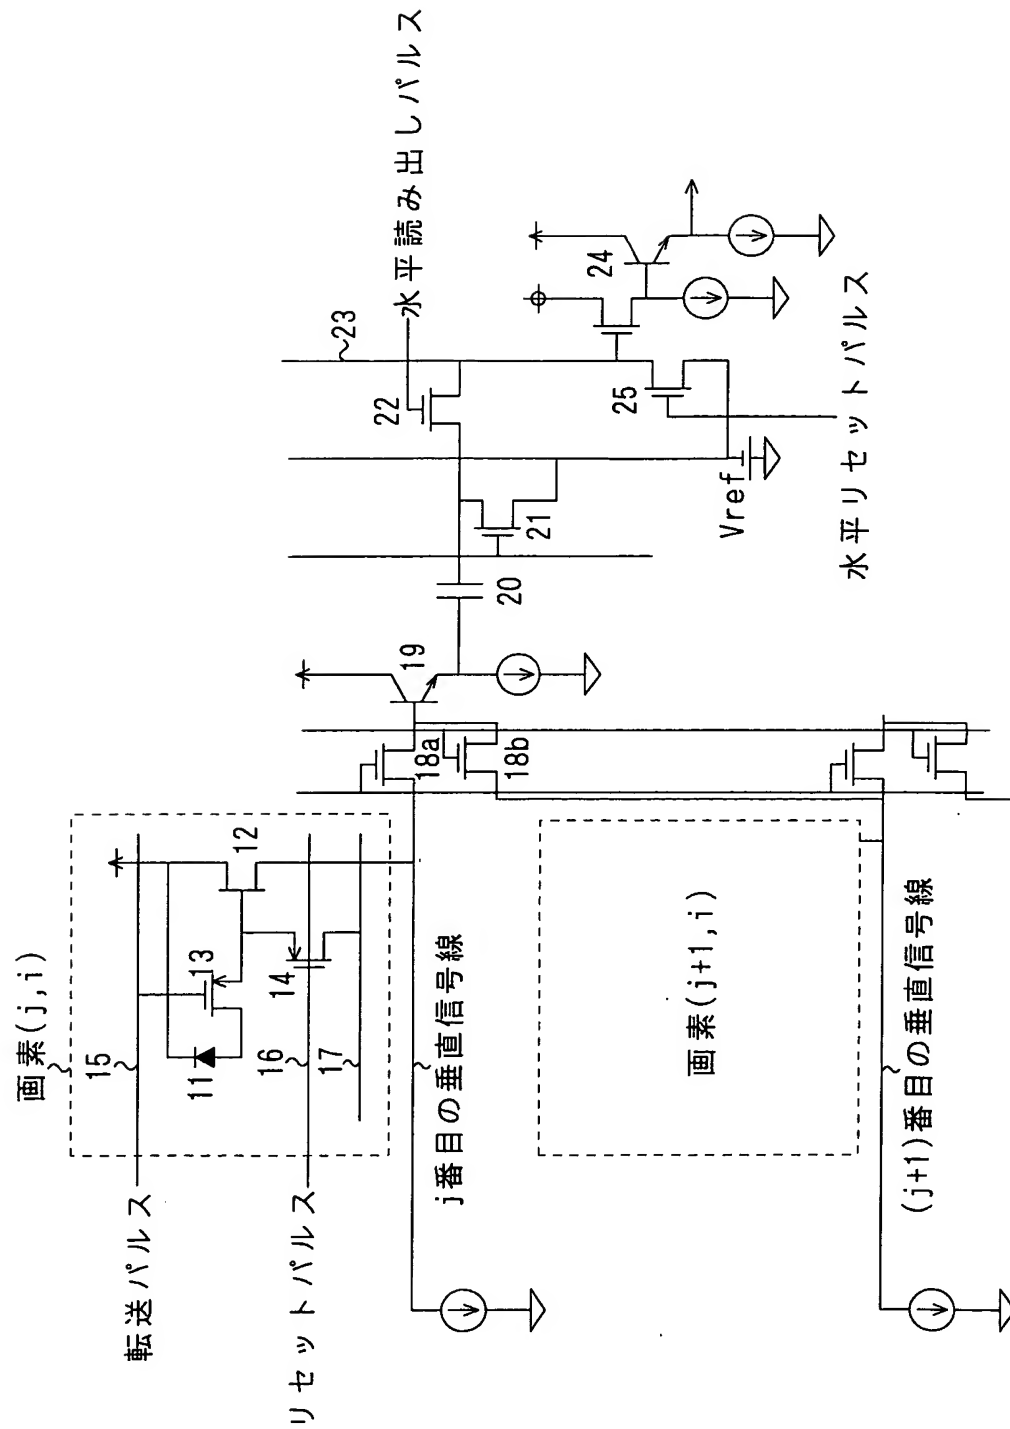 画素(j,i)
転送パルス
15
11
13
12
リセットパルス
16
14
17
j番目の垂直信号線
画素(j+1,i)
(j+1)番目の垂直信号線
18a
18b
19
20
21
22
23
水平読み出しパルス
24
25
Vref
水平リセットパルス